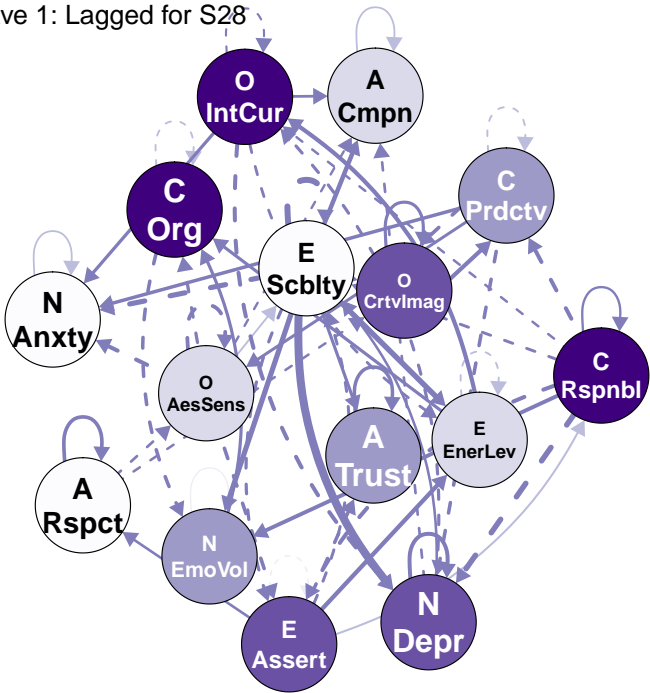 ve 1: Lagged for S28
O
IntCur
A
Cmpn
C
Org
C
Prdctv
E
Scblty
O
CrtvImag
N
Anxty
O
AesSens
C
Rspnbl
A
Trust
E
EnerLev
A
Rspct
N
EmoVol
E
Assert
N
Depr